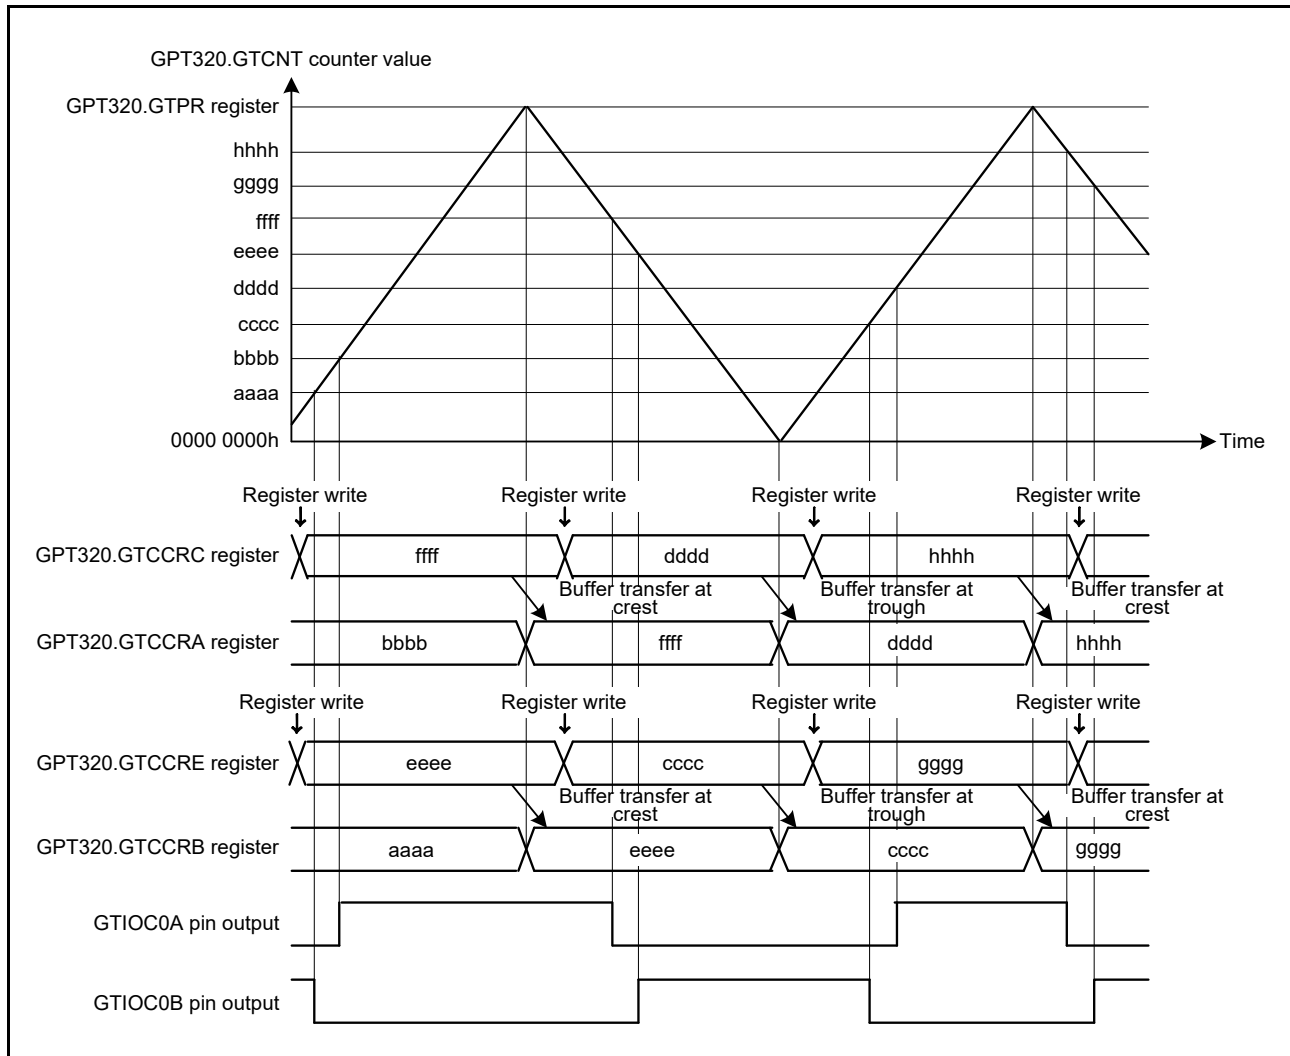 GPT320.GTCNT counter value
GPT320.GTPR register
hhhh
gggg
ffff
eeee
dddd
cccc
bbbb
aaaa
0000 0000h
Time
Register write Register write Register write Register write
GPT320.GTCCRC register ffff dddd hhhh
Buffer transfer at Buffer transfer at Buffer transfer at
crest trough crest
GPT320.GTCCRA register bbbb ffff dddd hhhh
Register write Register write Register write Register write
GPT320.GTCCRE register eeee cccc gggg
Buffer transfer at Buffer transfer at Buffer transfer at
crest trough crest
GPT320.GTCCRB register aaaa eeee cccc gggg
GTIOC0A pin output
GTIOC0B pin output